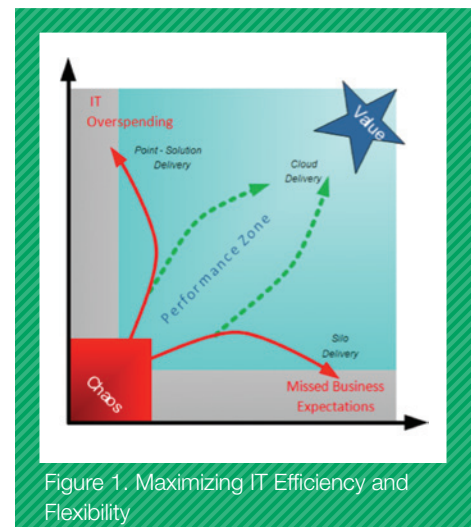 IT
Overspending
Value
Point - Solution
Delivery
Cloud
Delivery
Performance Zone
Silo
Delivery
Chaos
Missed Business
Expectations
Figure 1. Maximizing IT Efficiency and
Flexibility